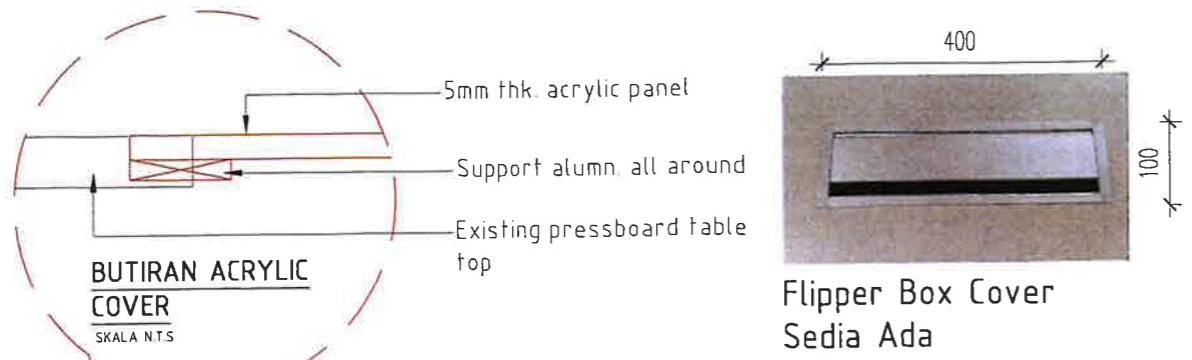 5mm thk. acrylic panel
Support alumn. all around
Existing pressboard table
top
BUTIRAN ACRYLIC
COVER
SKALA N.T.S
400
100
Flipper Box Cover
Sedia Ada